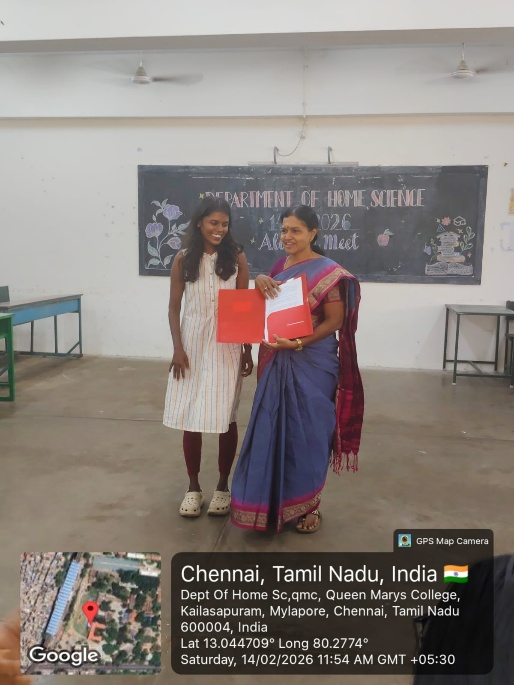 DEPARTMENT OF HOME SCIENCE
2026
Meet
GPS Map Camera
Chennai, Tamil Nadu, India
Dept Of Home Sc,qmc, Queen Marys College,
Kailasapuram, Mylapore, Chennai, Tamil Nadu
600004, India
Lat 13.044709° Long 80.2774°
Saturday, 14/02/2026 11:54 AM GMT +05:30
Google